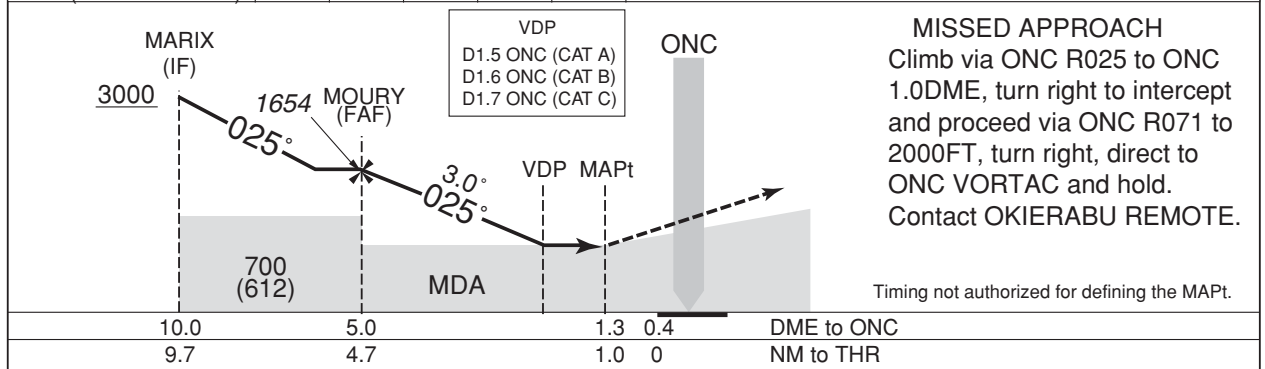 VDP
D1.5 ONC (CAT A)
D1.6 ONC (CAT B)
D1.7 ONC (CAT C)
MARIX
(IF)
3000
025°
1654
MOURY
(FAF)
3.0°
025°
VDP
MAPt
ONC
700
(612)
MDA
MISSED APPROACH
Climb via ONC R025 to ONC
1.0DME, turn right to intercept
and proceed via ONC R071 to
2000FT, turn right, direct to
ONC VORTAC and hold.
Contact OKIERABU REMOTE.
Timing not authorized for defining the MAPt.
10.0 5.0 1.3 0.4 DME to ONC
9.7 4.7 1.0 0 NM to THR